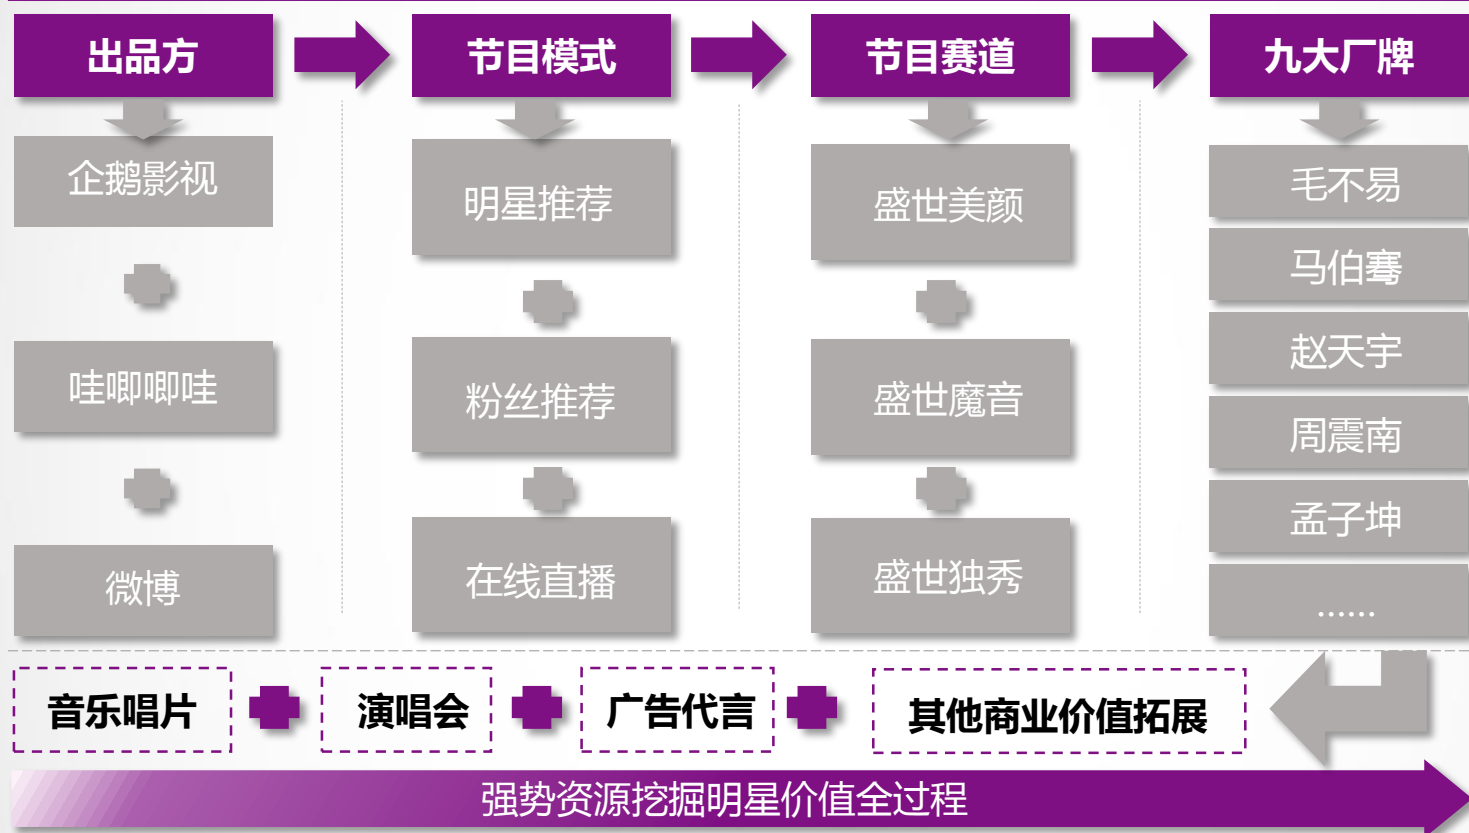 出品方
节目模式
节目赛道
九大厂牌
企鹅影视
哇唧唧哇
微博
明星推荐
粉丝推荐
在线直播
盛世美颜
盛世魔音
盛世独秀
毛不易
马伯骞
赵天宇
周震南
孟子坤
……
音乐唱片
演唱会
广告代言
其他商业价值拓展
强势资源挖掘明星价值全过程